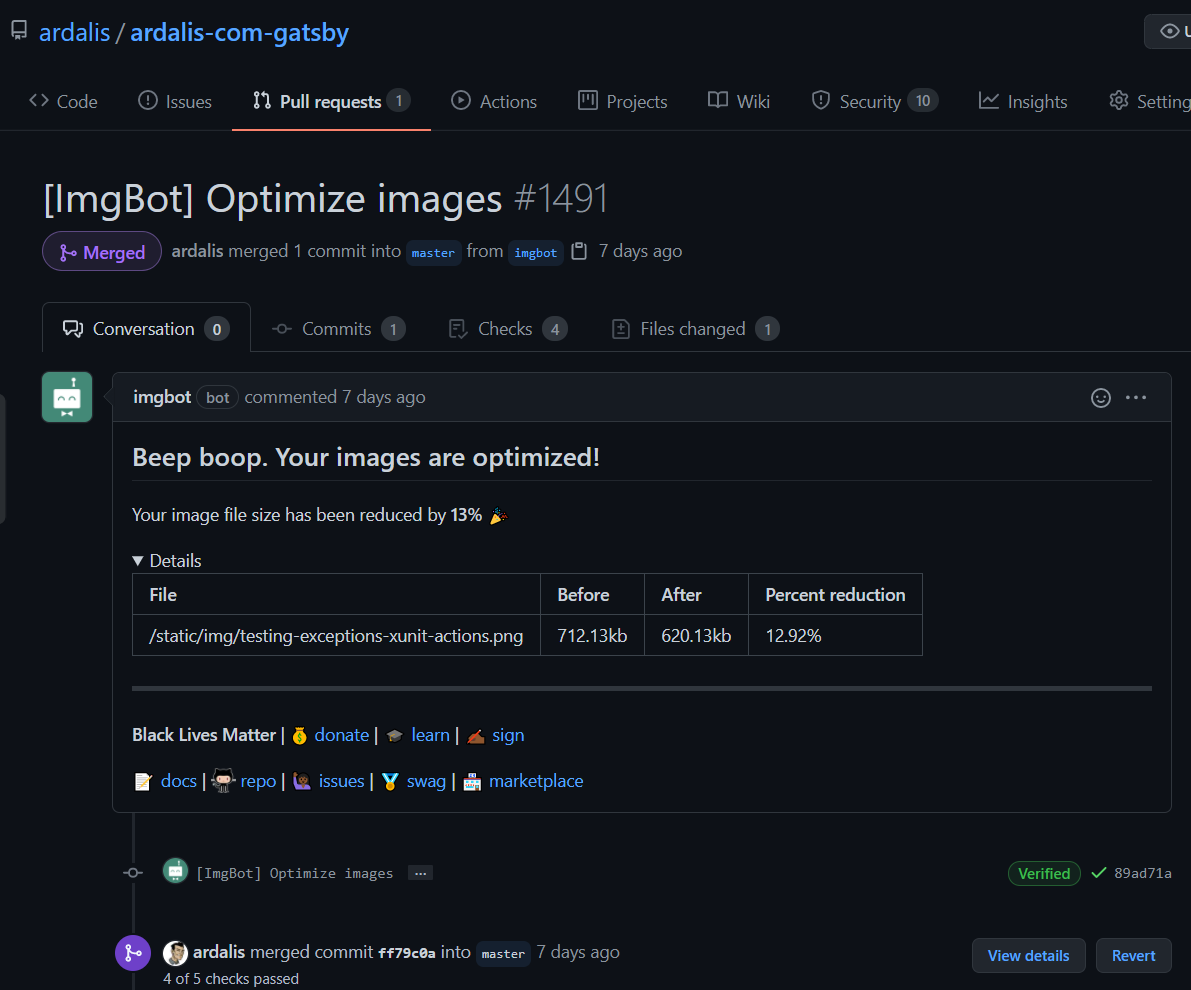 ardalis / ardalis-com-gatsby
Code Issues Pull requests 1 Actions Projects Wiki Security 10 Insights Setting
[ImgBot] Optimize images #1491
Merged ardalis merged 1 commit into master from imgbot 7 days ago
Conversation 0 Commits 1 Checks 4 Files changed 1
imgbot bot commented 7 days ago
Beep boop. Your images are optimized!
Your image file size has been reduced by 13% 🎉
▼ Details
File Before After Percent reduction
/static/img/testing-exceptions-xunit-actions.png 712.13kb 620.13kb 12.92%
Black Lives Matter | 💰 donate | 🎓 learn | ✍🏾 sign
📝 docs | repo | 🙋🏾 issues | 🏅 swag | 🏪 marketplace
[ImgBot] Optimize images ... Verified 89ad71a
ardalis merged commit ff79c0a into master 7 days ago View details Revert
4 of 5 checks passed